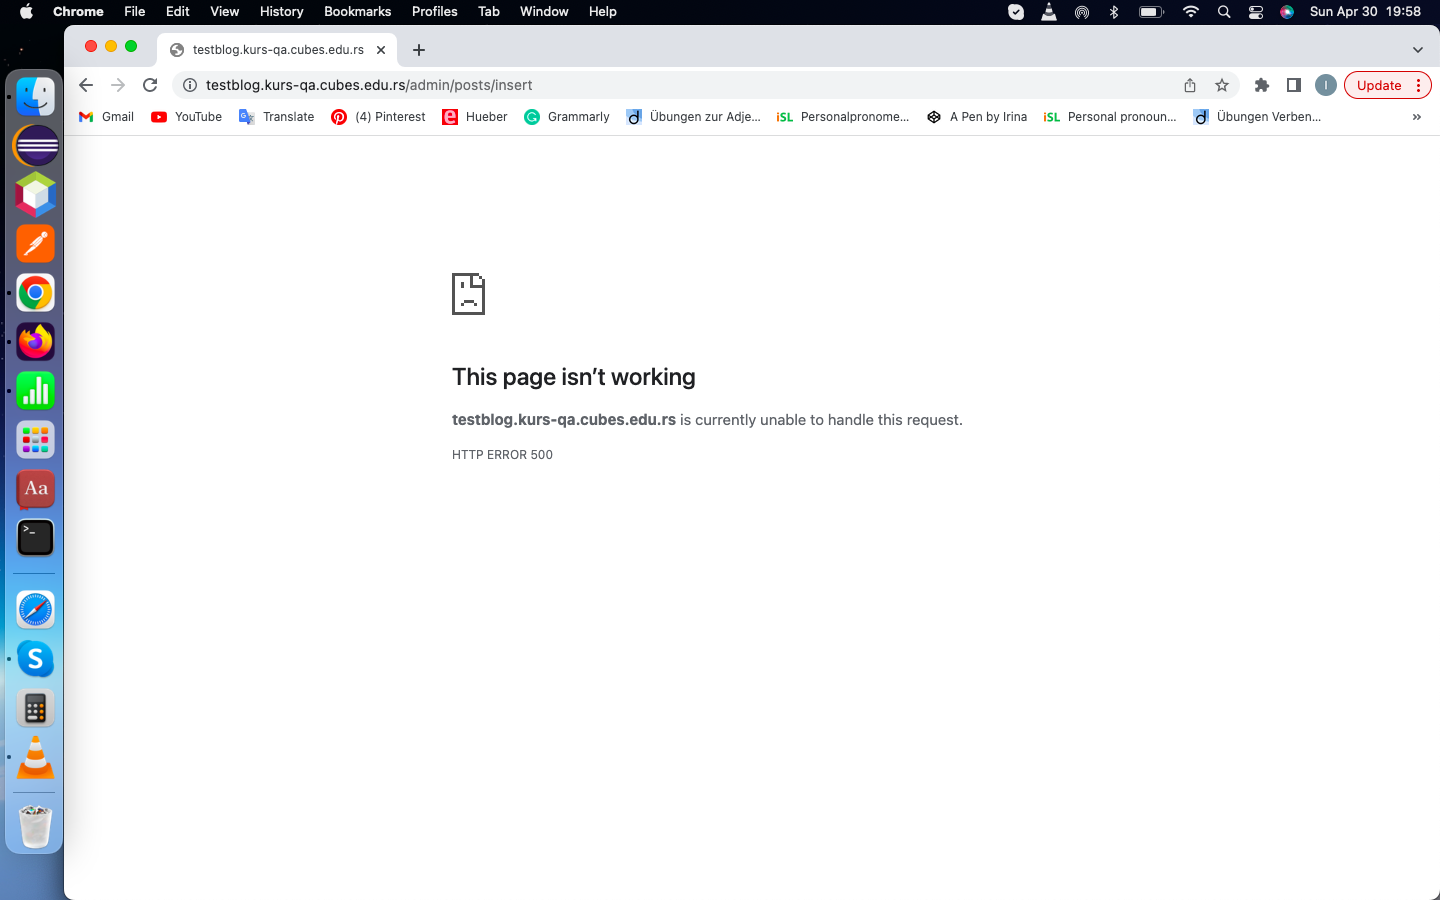 Chrome File Edit View History Bookmarks Profiles Tab Window Help Sun Apr 30 19:58
testblog.kurs-qa.cubes.edu.rs
testblog.kurs-qa.cubes.edu.rs/admin/posts/insert I Update
Gmail YouTube Translate (4) Pinterest Hueber Grammarly Übungen zur Adje... iSL Personalpronome... A Pen by Irina iSL Personal pronoun... Übungen Verben... »
This page isn’t working
testblog.kurs-qa.cubes.edu.rs is currently unable to handle this request.
HTTP ERROR 500
Aa
>_
S